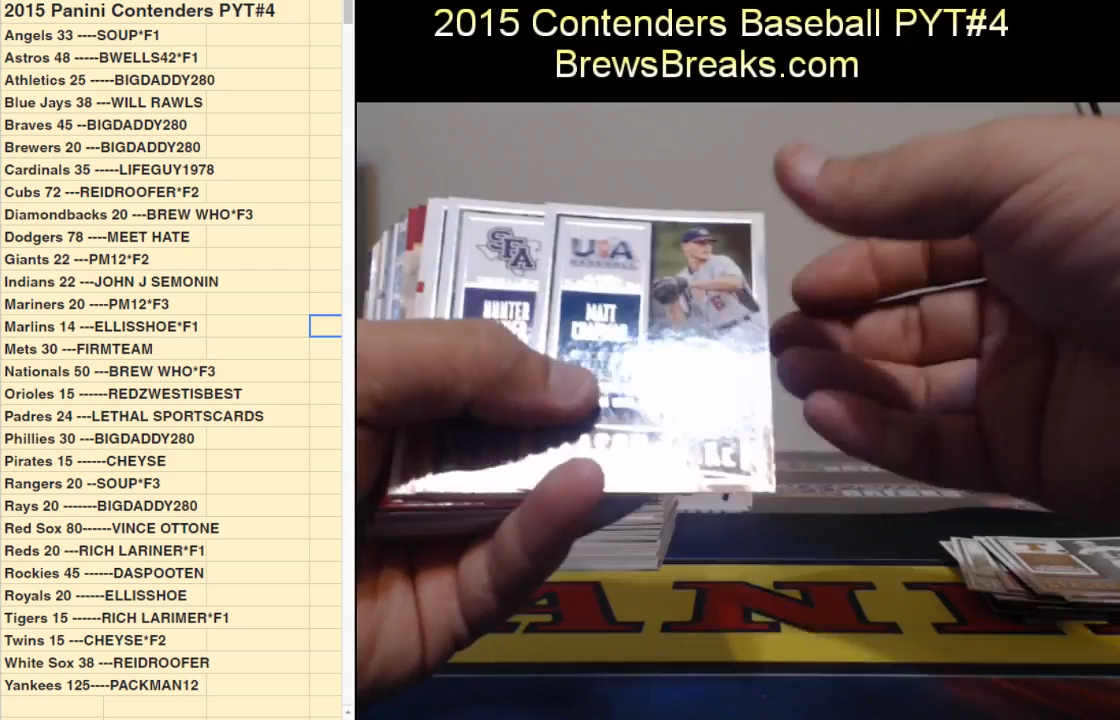 2015 Panini Contenders PYT#4
Angels 33 ----SOUP*F1
Astros 48 -----BWELLS42*F1
Athletics 25 -----BIGDADDY280
Blue Jays 38 ---WILL RAWLS
Braves 45 --BIGDADDY280
Brewers 20 ---BIGDADDY280
Cardinals 35 -----LIFEGUY1978
Cubs 72 ---REIDROOFER*F2
Diamondbacks 20 ---BREW WHO*F3
Dodgers 78 ----MEET HATE
Giants 22 ---PM12*F2
Indians 22 ---JOHN J SEMONIN
Mariners 20 ----PM12*F3
Marlins 14 ---ELLISSHOE*F1
Mets 30 ---FIRMTEAM
Nationals 50 ---BREW WHO*F3
Orioles 15 -----REDZWESTISBEST
Padres 24 ---LETHAL SPORTSCARDS
Phillies 30 ---BIGDADDY280
Pirates 15 ------CHEYSE
Rangers 20 --SOUP*F3
Rays 20 -------BIGDADDY280
Red Sox 80------VINCE OTTONE
Reds 20 ---RICH LARINER*F1
Rockies 45 ------DASPOOTEN
Royals 20 ------ELLISSHOE
Tigers 15 ------RICH LARIMER*F1
Twins 15 ---CHEYSE*F2
White Sox 38 ---REIDROOFER
Yankees 125----PACKMAN12
2015 Contenders Baseball PYT#4
BrewsBreaks.com
SFA
HUNTER
USA
BASEBALL
MATT